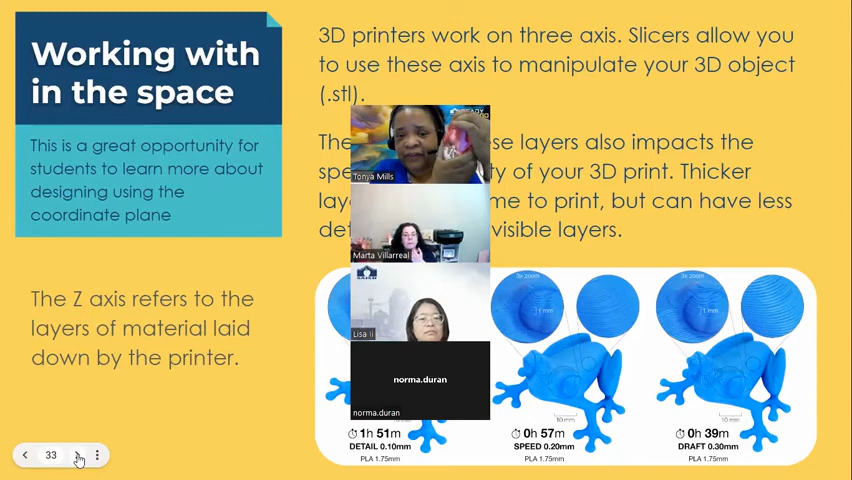 Working with
in the space
This is a great opportunity for
students to learn more about
designing using the
coordinate plane
The Z axis refers to the
layers of material laid
down by the printer.
3D printers work on three axis. Slicers allow you
to use these axis to manipulate your 3D object
(.stl).
layers also impacts the
of your 3D print. Thicker
to print, but can have less
visible layers.
Tonya Mills
Marta Villarreal
Lisa li
norma.duran
norma.duran
3x zoom
3x zoom
1 mm
1 mm
10 mm
10 mm
1h 51m
DETAIL 0.10mm
PLA 1.75mm
0h 57m
SPEED 0.20mm
PLA 1.75mm
0h 39m
DRAFT 0.30mm
PLA 1.75mm
33